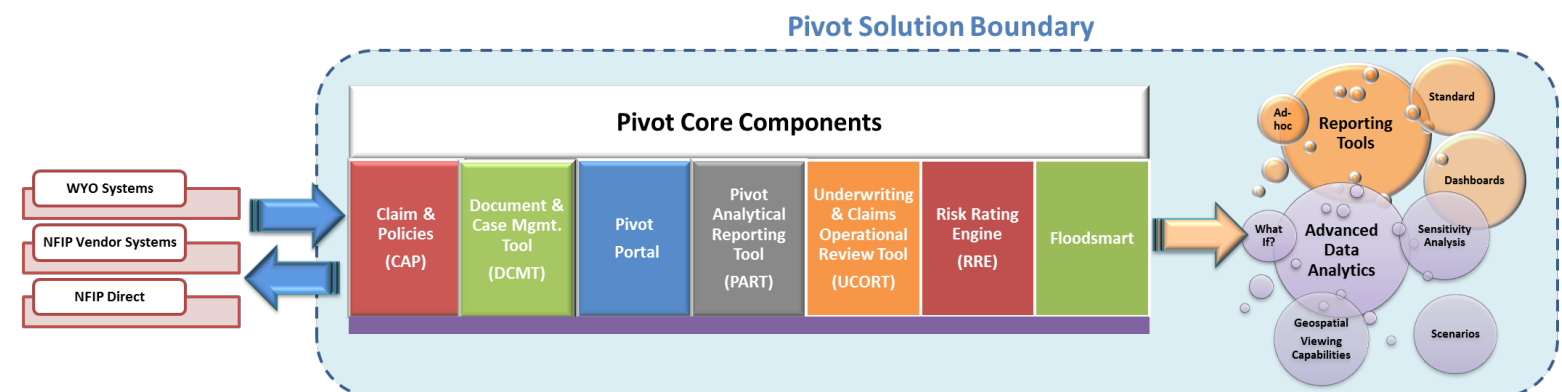 Pivot Solution Boundary
WYO Systems
NFIP Vendor Systems
NFIP Direct
Pivot Core Components
Claim &
Policies
(CAP)
Document &
Case Mgmt.
Tool
(DCMT)
Pivot
Portal
Pivot
Analytical
Reporting
Tool
(PART)
Underwriting
& Claims
Operational
Review Tool
(UCORT)
Risk Rating
Engine
(RRE)
Floodsmart
Ad-
hoc
Reporting
Tools
Standard
Dashboards
What
If?
Advanced
Data
Analytics
Sensitivity
Analysis
Geospatial
Viewing
Capabilities
Scenarios